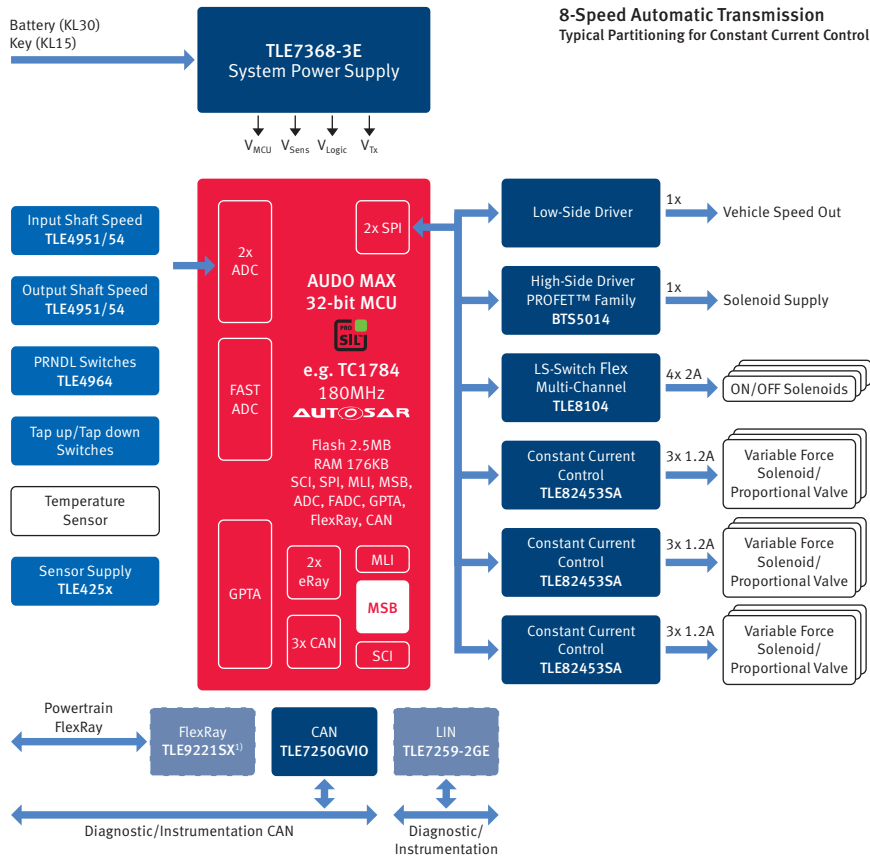 8-Speed Automatic Transmission
Typical Partitioning for Constant Current Control
Battery (KL30)
Key (KL15)
TLE7368-3E
System Power Supply
VMCU
VSens
VLogic
VTx
Input Shaft Speed
TLE4951/54
Output Shaft Speed
TLE4951/54
PRNDL Switches
TLE4964
Tap up/Tap down
Switches
Temperature
Sensor
Sensor Supply
TLE425x
2x
ADC
FAST
ADC
GPTA
2x SPI
AUDO MAX
32-bit MCU
PRO
SIL™
e.g. TC1784
180MHz
AUTOSAR
Flash 2.5MB
RAM 176KB
SCI, SPI, MLI, MSB,
ADC, FADC, GPTA,
FlexRay, CAN
2x
eRay
MLI
MSB
3x CAN
SCI
Low-Side Driver
1x
Vehicle Speed Out
High-Side Driver
PROFET™ Family
BTS5014
1x
Solenoid Supply
LS-Switch Flex
Multi-Channel
TLE8104
4x 2A
ON/OFF Solenoids
Constant Current
Control
TLE82453SA
3x 1.2A
Variable Force
Solenoid/
Proportional Valve
Constant Current
Control
TLE82453SA
3x 1.2A
Variable Force
Solenoid/
Proportional Valve
Constant Current
Control
TLE82453SA
3x 1.2A
Variable Force
Solenoid/
Proportional Valve
Powertrain
FlexRay
FlexRay
TLE9221SX1)
CAN
TLE7250GVIO
LIN
TLE7259-2GE
Diagnostic/Instrumentation CAN
Diagnostic/
Instrumentation